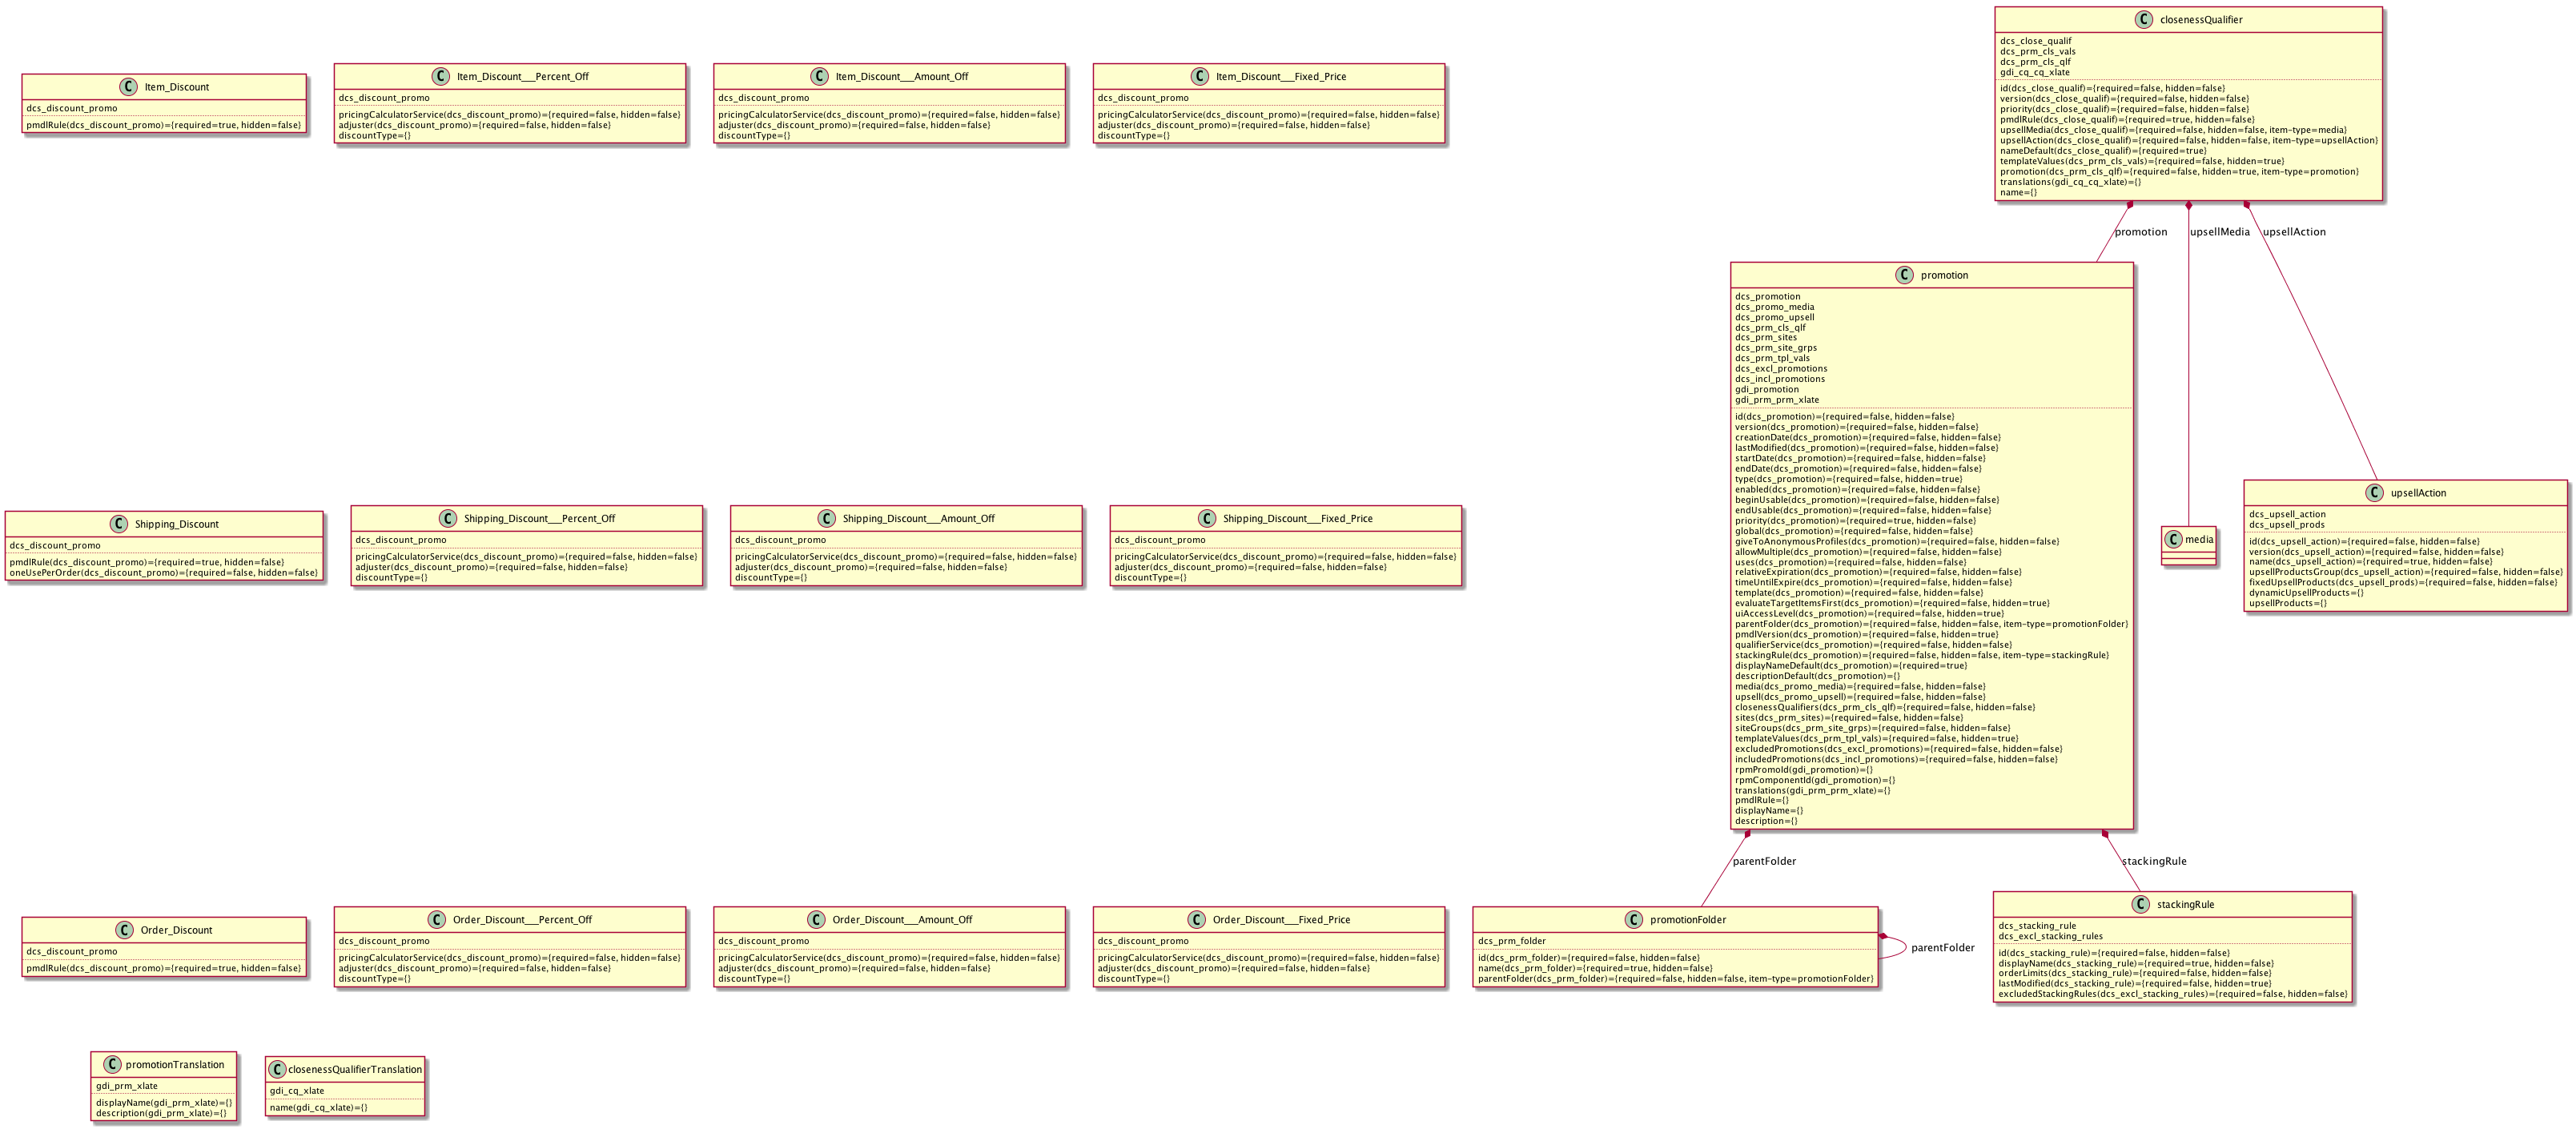 C closenessQualifier
dcs_close_qualif
dcs_prm_cls_vals
dcs_prm_cls_qlf
gdi_cq_cq_xlate
id(dcs_close_qualif)={required=false, hidden=false}
version(dcs_close_qualif)={required=false, hidden=false}
priority(dcs_close_qualif)={required=false, hidden=false}
pmdlRule(dcs_close_qualif)={required=true, hidden=false}
upsellMedia(dcs_close_qualif)={required=false, hidden=false, item-type=media}
upsellAction(dcs_close_qualif)={required=false, hidden=false, item-type=upsellAction}
nameDefault(dcs_close_qualif)={required=true}
templateValues(dcs_prm_cls_vals)={required=false, hidden=true}
promotion(dcs_prm_cls_qlf)={required=false, hidden=true, item-type=promotion}
translations(gdi_cq_cq_xlate)={}
name={}
C Item_Discount
dcs_discount_promo
pmdlRule(dcs_discount_promo)={required=true, hidden=false}
C Item_Discount___Percent_Off
dcs_discount_promo
pricingCalculatorService(dcs_discount_promo)={required=false, hidden=false}
adjuster(dcs_discount_promo)={required=false, hidden=false}
discountType={}
C Item_Discount___Amount_Off
dcs_discount_promo
pricingCalculatorService(dcs_discount_promo)={required=false, hidden=false}
adjuster(dcs_discount_promo)={required=false, hidden=false}
discountType={}
C Item_Discount___Fixed_Price
dcs_discount_promo
pricingCalculatorService(dcs_discount_promo)={required=false, hidden=false}
adjuster(dcs_discount_promo)={required=false, hidden=false}
discountType={}
promotion
upsellMedia
upsellAction
C promotion
dcs_promotion
dcs_promo_media
dcs_promo_upsell
dcs_prm_cls_qlf
dcs_prm_sites
dcs_prm_site_grps
dcs_prm_tpl_vals
dcs_excl_promotions
dcs_incl_promotions
gdi_promotion
gdi_prm_prm_xlate
id(dcs_promotion)={required=false, hidden=false}
version(dcs_promotion)={required=false, hidden=false}
creationDate(dcs_promotion)={required=false, hidden=false}
lastModified(dcs_promotion)={required=false, hidden=false}
startDate(dcs_promotion)={required=false, hidden=false}
endDate(dcs_promotion)={required=false, hidden=false}
type(dcs_promotion)={required=false, hidden=true}
enabled(dcs_promotion)={required=false, hidden=false}
beginUsable(dcs_promotion)={required=false, hidden=false}
endUsable(dcs_promotion)={required=false, hidden=false}
priority(dcs_promotion)={required=true, hidden=false}
global(dcs_promotion)={required=false, hidden=false}
giveToAnonymousProfiles(dcs_promotion)={required=false, hidden=false}
allowMultiple(dcs_promotion)={required=false, hidden=false}
uses(dcs_promotion)={required=false, hidden=false}
relativeExpiration(dcs_promotion)={required=false, hidden=false}
timeUntilExpire(dcs_promotion)={required=false, hidden=false}
template(dcs_promotion)={required=false, hidden=false}
evaluateTargetItemsFirst(dcs_promotion)={required=false, hidden=true}
uiAccessLevel(dcs_promotion)={required=false, hidden=true}
parentFolder(dcs_promotion)={required=false, hidden=false, item-type=promotionFolder}
pmdlVersion(dcs_promotion)={required=false, hidden=true}
qualifierService(dcs_promotion)={required=false, hidden=false}
stackingRule(dcs_promotion)={required=false, hidden=false, item-type=stackingRule}
displayNameDefault(dcs_promotion)={required=true}
descriptionDefault(dcs_promotion)={}
media(dcs_promo_media)={required=false, hidden=false}
upsell(dcs_promo_upsell)={required=false, hidden=false}
closenessQualifiers(dcs_prm_cls_qlf)={required=false, hidden=false}
sites(dcs_prm_sites)={required=false, hidden=false}
siteGroups(dcs_prm_site_grps)={required=false, hidden=false}
templateValues(dcs_prm_tpl_vals)={required=false, hidden=true}
excludedPromotions(dcs_excl_promotions)={required=false, hidden=false}
includedPromotions(dcs_incl_promotions)={required=false, hidden=false}
rpmPromoId(gdi_promotion)={}
rpmComponentId(gdi_promotion)={}
translations(gdi_prm_prm_xlate)={}
pmdlRule={}
displayName={}
description={}
C Shipping_Discount
dcs_discount_promo
pmdlRule(dcs_discount_promo)={required=true, hidden=false}
oneUsePerOrder(dcs_discount_promo)={required=false, hidden=false}
C Shipping_Discount___Percent_Off
dcs_discount_promo
pricingCalculatorService(dcs_discount_promo)={required=false, hidden=false}
adjuster(dcs_discount_promo)={required=false, hidden=false}
discountType={}
C Shipping_Discount___Amount_Off
dcs_discount_promo
pricingCalculatorService(dcs_discount_promo)={required=false, hidden=false}
adjuster(dcs_discount_promo)={required=false, hidden=false}
discountType={}
C Shipping_Discount___Fixed_Price
dcs_discount_promo
pricingCalculatorService(dcs_discount_promo)={required=false, hidden=false}
adjuster(dcs_discount_promo)={required=false, hidden=false}
discountType={}
C media
C upsellAction
dcs_upsell_action
dcs_upsell_prods
id(dcs_upsell_action)={required=false, hidden=false}
version(dcs_upsell_action)={required=false, hidden=false}
name(dcs_upsell_action)={required=true, hidden=false}
upsellProductsGroup(dcs_upsell_action)={required=false, hidden=false}
fixedUpsellProducts(dcs_upsell_prods)={required=false, hidden=false}
dynamicUpsellProducts={}
upsellProducts={}
parentFolder
stackingRule
C Order_Discount
dcs_discount_promo
pmdlRule(dcs_discount_promo)={required=true, hidden=false}
C Order_Discount___Percent_Off
dcs_discount_promo
pricingCalculatorService(dcs_discount_promo)={required=false, hidden=false}
adjuster(dcs_discount_promo)={required=false, hidden=false}
discountType={}
C Order_Discount___Amount_Off
dcs_discount_promo
pricingCalculatorService(dcs_discount_promo)={required=false, hidden=false}
adjuster(dcs_discount_promo)={required=false, hidden=false}
discountType={}
C Order_Discount___Fixed_Price
dcs_discount_promo
pricingCalculatorService(dcs_discount_promo)={required=false, hidden=false}
adjuster(dcs_discount_promo)={required=false, hidden=false}
discountType={}
C promotionFolder
dcs_prm_folder
id(dcs_prm_folder)={required=false, hidden=false}
name(dcs_prm_folder)={required=true, hidden=false}
parentFolder(dcs_prm_folder)={required=false, hidden=false, item-type=promotionFolder}
parentFolder
C stackingRule
dcs_stacking_rule
dcs_excl_stacking_rules
id(dcs_stacking_rule)={required=false, hidden=false}
displayName(dcs_stacking_rule)={required=true, hidden=false}
orderLimits(dcs_stacking_rule)={required=false, hidden=false}
lastModified(dcs_stacking_rule)={required=false, hidden=true}
excludedStackingRules(dcs_excl_stacking_rules)={required=false, hidden=false}
C promotionTranslation
gdi_prm_xlate
displayName(gdi_prm_xlate)={}
description(gdi_prm_xlate)={}
C closenessQualifierTranslation
gdi_cq_xlate
name(gdi_cq_xlate)={}